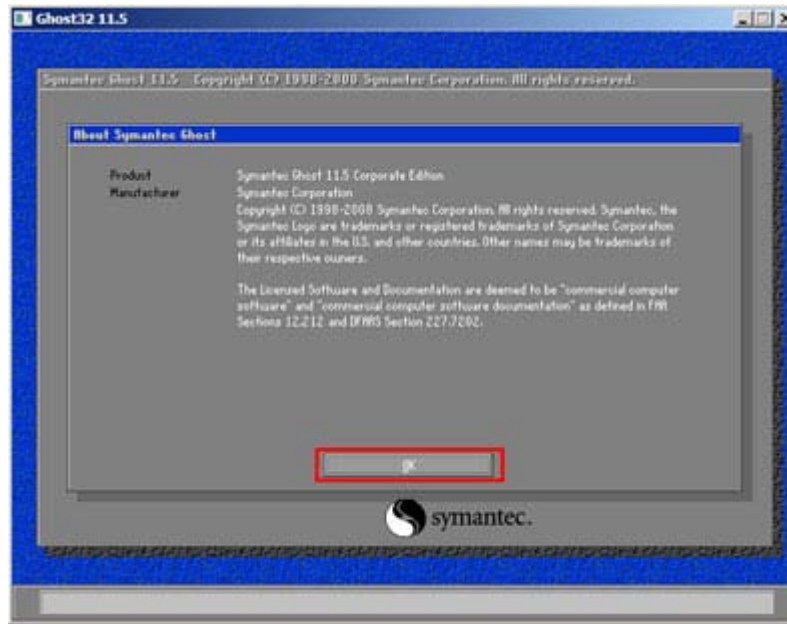 Ghost32 11.5
Symantec Ghost 11.5 Copyright (C) 1998-2008 Symantec Corporation. All rights reserved.
About Symantec Ghost
Product Symantec Ghost 11.5 Corporate Edition
Manufacturer Symantec Corporation
Copyright (C) 1998-2008 Symantec Corporation. All rights reserved. Symantec, the
Symantec Logo are trademarks or registered trademarks of Symantec Corporation
or its affiliates in the U.S. and other countries. Other names may be trademarks of
their respective owners.
The Licensed Software and Documentation are deemed to be "commercial computer
software" and "commercial computer software documentation" as defined in FAR
Sections 12.212 and DFARS Section 227.7202.
OK
symantec.